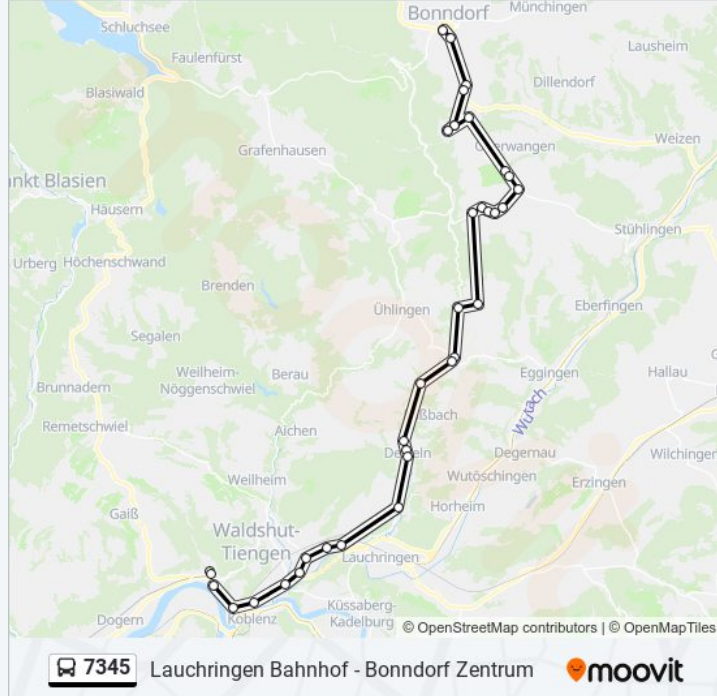 Bonndorf
Münchingen
Schluchsee
Lausheim
Faulenfürst
Dillendorf
Blasiwald
Weizen
Grafenhausen
nkt Blasien
Häusern
Stühlingen
Urberg
Höchenschwand
Brenden
Eberfingen
Ühlingen
Segalen
Weilheim-
Nöggenschwiel
Berau
Eggingen
Hallau
Brunnadern
Remetschwiel
Aichen
Wutach
Degernau
Wilchingen
Weilheim
Wutöschingen
Erzingen
Gaiß
Horheim
Waldshut-
Tiengen
Lauchringen
Dogern
Koblenz
Küssaberg-
Kadelburg
© OpenStreetMap contributors | © OpenMapTiles
7345 Lauchringen Bahnhof - Bonndorf Zentrum moovit